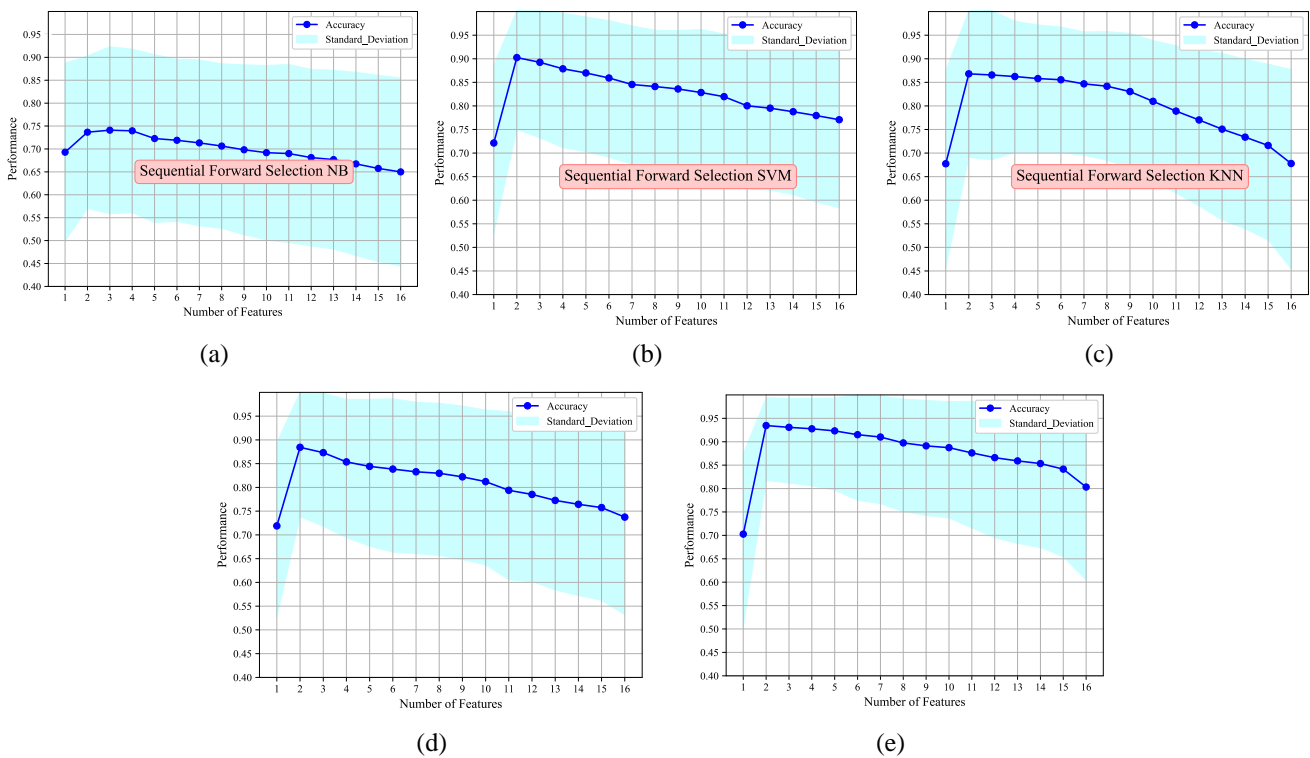 Accuracy
Standard_Deviation
0.95
0.90
0.85
0.80
0.75
0.70
0.65
0.60
0.55
0.50
0.45
0.40
Performance
Sequential Forward Selection NB
1 2 3 4 5 6 7 8 9 10 11 12 13 14 15 16
Number of Features
(a)
Accuracy
Standard_Deviation
0.95
0.90
0.85
0.80
0.75
0.70
0.65
0.60
0.55
0.50
0.45
0.40
Performance
Sequential Forward Selection SVM
1 2 3 4 5 6 7 8 9 10 11 12 13 14 15 16
Number of Features
(b)
Accuracy
Standard_Deviation
0.95
0.90
0.85
0.80
0.75
0.70
0.65
0.60
0.55
0.50
0.45
0.40
Performance
Sequential Forward Selection KNN
1 2 3 4 5 6 7 8 9 10 11 12 13 14 15 16
Number of Features
(c)
Accuracy
Standard_Deviation
0.95
0.90
0.85
0.80
0.75
0.70
0.65
0.60
0.55
0.50
0.45
0.40
Performance
1 2 3 4 5 6 7 8 9 10 11 12 13 14 15 16
Number of Features
(d)
Accuracy
Standard_Deviation
0.95
0.90
0.85
0.80
0.75
0.70
0.65
0.60
0.55
0.50
0.45
0.40
Performance
1 2 3 4 5 6 7 8 9 10 11 12 13 14 15 16
Number of Features
(e)